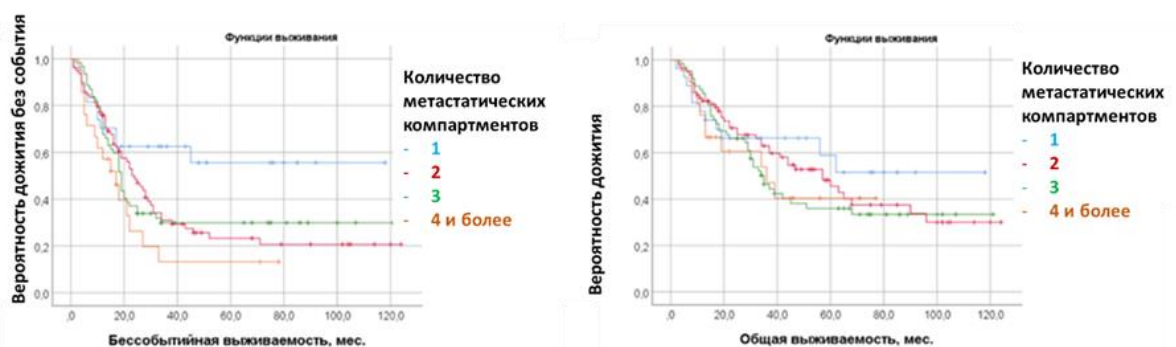 Функции выживания
Вероятность дожития без события
1,0
0,8
0,6
0,4
0,2
0,0
,0 20,0 40,0 60,0 80,0 100,0 120,0
Бессобытийная выживаемость, мес.
Количество
метастатических
компартментов
- 1
- 2
- 3
- 4 и более
Функции выживания
Вероятность дожития
1,0
0,8
0,6
0,4
0,2
0,0
,0 20,0 40,0 60,0 80,0 100,0 120,0
Общая выживаемость, мес.
Количество
метастатических
компартментов
- 1
- 2
- 3
- 4 и более